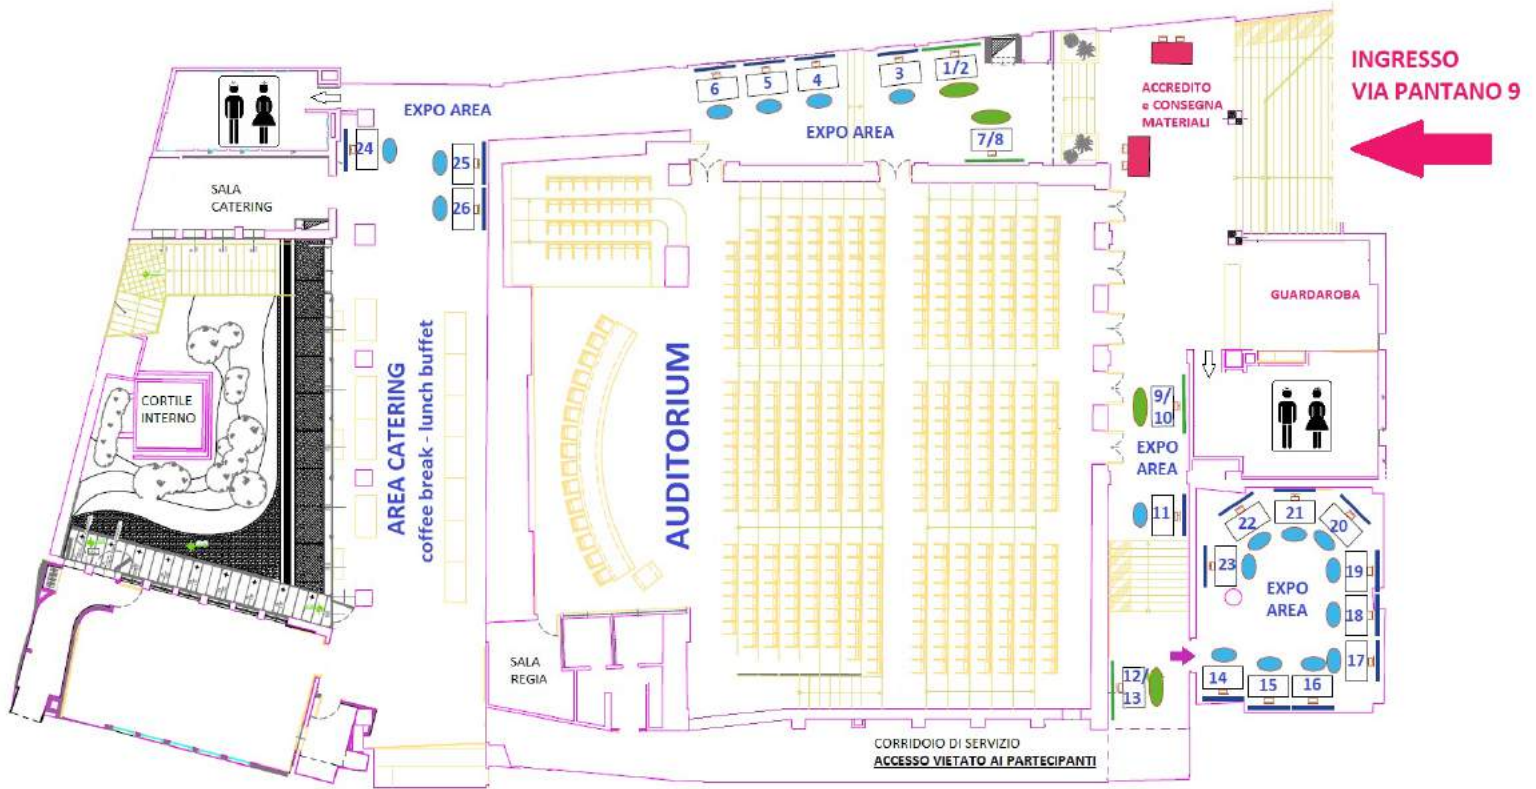 INGRESSO
VIA PANTANO 9
ACCREDITO
e CONSEGNA
MATERIALI
EXPO AREA
6
5
4
3
1/2
EXPO AREA
7/8
24
25
26
SALA
CATERING
GUARDAROBA
CORTILE
INTERNO
AREA CATERING
coffee break - lunch buffet
AUDITORIUM
9/
10
EXPO
AREA
11
22
21
20
23
19
EXPO
AREA
18
17
14
15
16
12/
13
SALA
REGIA
CORRIDOIO DI SERVIZIO
ACCESSO VIETATO AI PARTECIPANTI